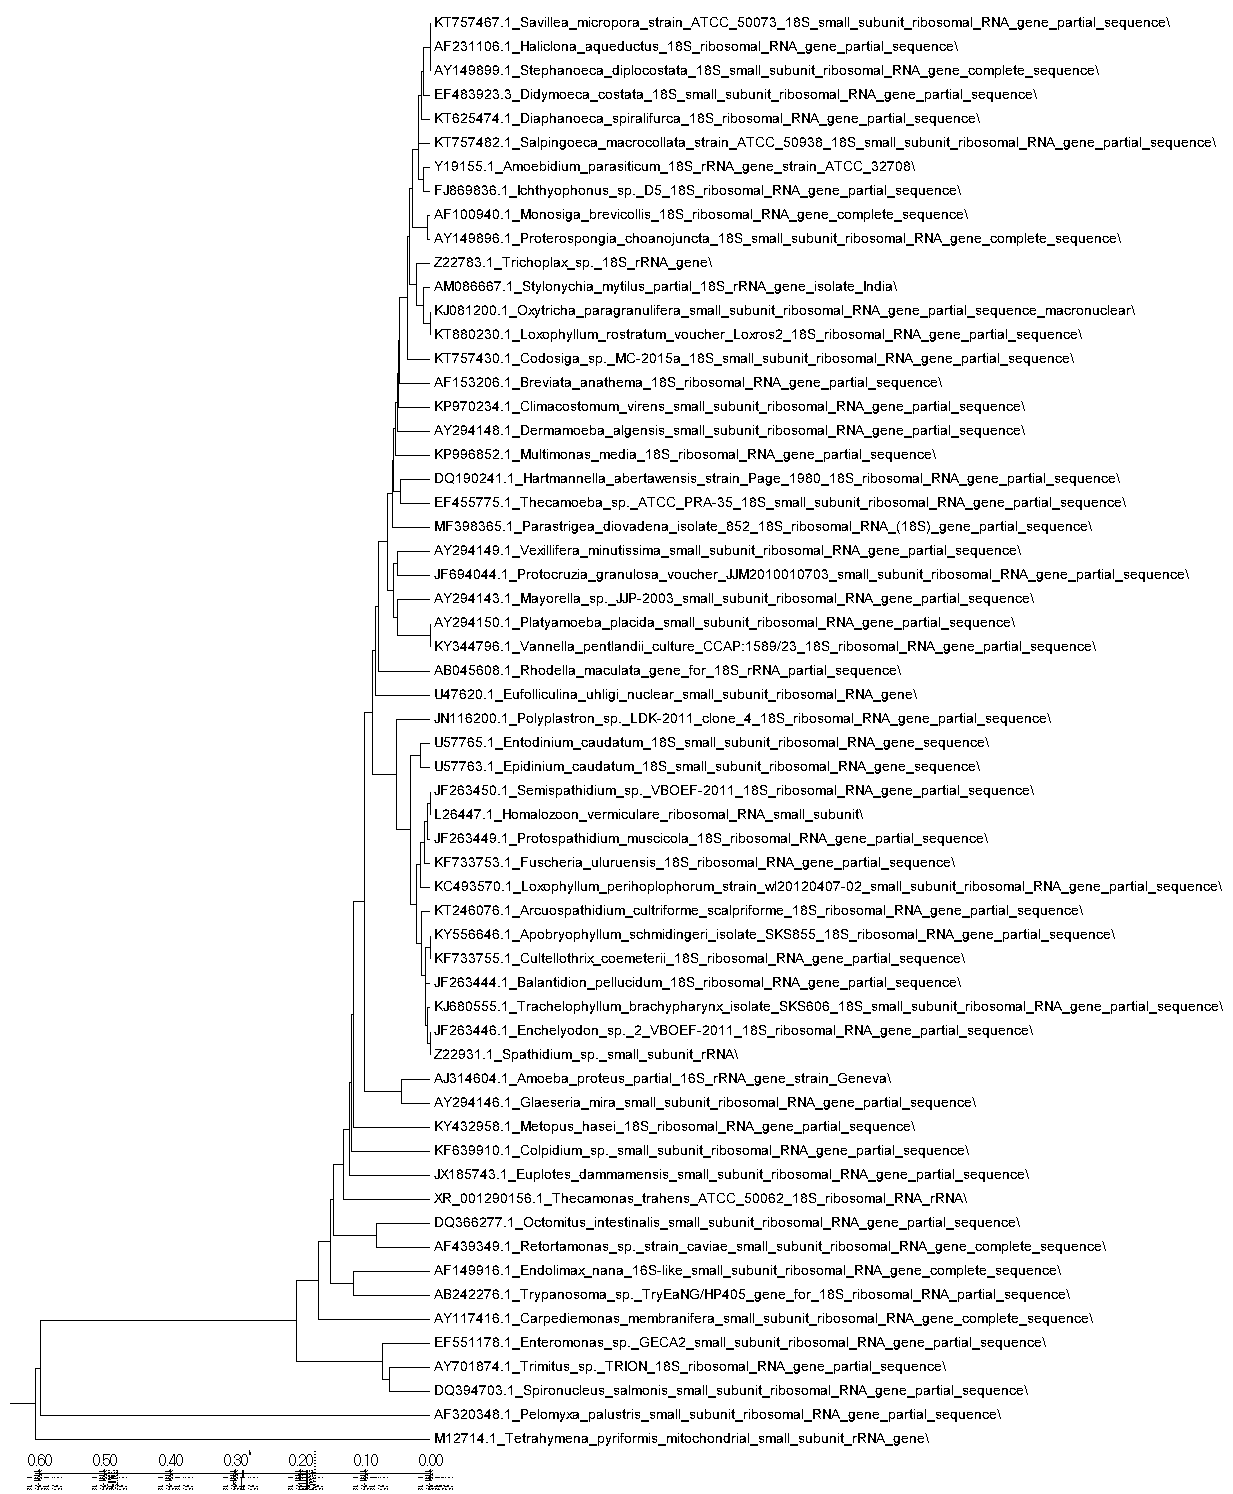 KT757467.1_Savillea_micropora_strain_ATCC_50073_18S_small_subunit_ribosomal_RNA_gene_partial_sequence\
AF231106.1_Haliclona_aqueductus_18S_ribosomal_RNA_gene_partial_sequence\
AY149899.1_Stephanoeca_diplocostata_18S_small_subunit_ribosomal_RNA_gene_complete_sequence\
EF483923.3_Didymoeca_costata_18S_small_subunit_ribosomal_RNA_gene_partial_sequence\
KT625474.1_Diaphanoeca_spiralifurca_18S_ribosomal_RNA_gene_partial_sequence\
KT757482.1_Salpingoeca_macrocollata_strain_ATCC_50938_18S_small_subunit_ribosomal_RNA_gene_partial_sequence\
Y19155.1_Amoebidium_parasiticum_18S_rRNA_gene_strain_ATCC_32708\
FJ869836.1_Ichthyophonus_sp._D5_18S_ribosomal_RNA_gene_partial_sequence\
AF100940.1_Monosiga_brevicollis_18S_ribosomal_RNA_gene_complete_sequence\
AY149896.1_Proterospongia_choanojuncta_18S_small_subunit_ribosomal_RNA_gene_complete_sequence\
Z22783.1_Trichoplax_sp._18S_rRNA_gene\
AM086667.1_Stylonychia_mytilus_partial_18S_rRNA_gene_isolate_India\
KJ081200.1_Oxytricha_paragranulifera_small_subunit_ribosomal_RNA_gene_partial_sequence_macronuclear\
KT880230.1_Loxophyllum_rostratum_voucher_Loxros2_18S_ribosomal_RNA_gene_partial_sequence\
KT757430.1_Codosiga_sp._MC-2015a_18S_small_subunit_ribosomal_RNA_gene_partial_sequence\
AF153206.1_Breviata_anathema_18S_ribosomal_RNA_gene_partial_sequence\
KP970234.1_Climacostomum_virens_small_subunit_ribosomal_RNA_gene_partial_sequence\
AY294148.1_Dermamoeba_algensis_small_subunit_ribosomal_RNA_gene_partial_sequence\
KP996852.1_Multimonas_media_18S_ribosomal_RNA_gene_partial_sequence\
DQ190241.1_Hartmannella_abertawensis_strain_Page_1980_18S_ribosomal_RNA_gene_partial_sequence\
EF455775.1_Thecamoeba_sp._ATCC_PRA-35_18S_small_subunit_ribosomal_RNA_gene_partial_sequence\
MF398365.1_Parastrigea_diovadena_isolate_852_18S_ribosomal_RNA_(18S)_gene_partial_sequence\
AY294149.1_Vexillifera_minutissima_small_subunit_ribosomal_RNA_gene_partial_sequence\
JF694044.1_Protocruzia_granulosa_voucher_JJM2010010703_small_subunit_ribosomal_RNA_gene_partial_sequence\
AY294143.1_Mayorella_sp._JJP-2003_small_subunit_ribosomal_RNA_gene_partial_sequence\
AY294150.1_Platyamoeba_placida_small_subunit_ribosomal_RNA_gene_partial_sequence\
KY344796.1_Vannella_pentlandii_culture_CCAP:1589/23_18S_ribosomal_RNA_gene_partial_sequence\
AB045608.1_Rhodella_maculata_gene_for_18S_rRNA_partial_sequence\
U47620.1_Eufolliculina_uhligi_nuclear_small_subunit_ribosomal_RNA_gene\
JN116200.1_Polyplastron_sp._LDK-2011_clone_4_18S_ribosomal_RNA_gene_partial_sequence\
U57765.1_Entodinium_caudatum_18S_small_subunit_ribosomal_RNA_gene_sequence\
U57763.1_Epidinium_caudatum_18S_small_subunit_ribosomal_RNA_gene_sequence\
JF263450.1_Semispathidium_sp._VBOEF-2011_18S_ribosomal_RNA_gene_partial_sequence\
L26447.1_Homalozoon_vermiculare_ribosomal_RNA_small_subunit\
JF263449.1_Protospathidium_muscicola_18S_ribosomal_RNA_gene_partial_sequence\
KF733753.1_Fuscheria_uluruensis_18S_ribosomal_RNA_gene_partial_sequence\
KC493570.1_Loxophyllum_perihoplophorum_strain_wl20120407-02_small_subunit_ribosomal_RNA_gene_partial_sequence\
KT246076.1_Arcuospathidium_cultriforme_scalpriforme_18S_ribosomal_RNA_gene_partial_sequence\
KY556646.1_Apobryophyllum_schmidingeri_isolate_SKS855_18S_ribosomal_RNA_gene_partial_sequence\
KF733755.1_Cultellothrix_coemeterii_18S_ribosomal_RNA_gene_partial_sequence\
JF263444.1_Balantidion_pellucidum_18S_ribosomal_RNA_gene_partial_sequence\
KJ680555.1_Trachelophyllum_brachypharynx_isolate_SKS606_18S_small_subunit_ribosomal_RNA_gene_partial_sequence\
JF263446.1_Enchelyodon_sp._2_VBOEF-2011_18S_ribosomal_RNA_gene_partial_sequence\
Z22931.1_Spathidium_sp._small_subunit_rRNA\
AJ314604.1_Amoeba_proteus_partial_16S_rRNA_gene_strain_Geneva\
AY294146.1_Glaeseria_mira_small_subunit_ribosomal_RNA_gene_partial_sequence\
KY432958.1_Metopus_hasei_18S_ribosomal_RNA_gene_partial_sequence\
KF639910.1_Colpidium_sp._small_subunit_ribosomal_RNA_gene_partial_sequence\
JX185743.1_Euplotes_dammamensis_small_subunit_ribosomal_RNA_gene_partial_sequence\
XR_001290156.1_Thecamonas_trahens_ATCC_50062_18S_ribosomal_RNA_rRNA\
DQ366277.1_Octomitus_intestinalis_small_subunit_ribosomal_RNA_gene_partial_sequence\
AF439349.1_Retortamonas_sp._strain_caviae_small_subunit_ribosomal_RNA_gene_complete_sequence\
AF149916.1_Endolimax_nana_16S-like_small_subunit_ribosomal_RNA_gene_complete_sequence\
AB242276.1_Trypanosoma_sp._TryEaNG/HP405_gene_for_18S_ribosomal_RNA_partial_sequence\
AY117416.1_Carpediemonas_membranifera_small_subunit_ribosomal_RNA_gene_complete_sequence\
EF551178.1_Enteromonas_sp._GECA2_small_subunit_ribosomal_RNA_gene_partial_sequence\
AY701874.1_Trimitus_sp._TRION_18S_ribosomal_RNA_gene_partial_sequence\
DQ394703.1_Spironucleus_salmonis_small_subunit_ribosomal_RNA_gene_partial_sequence\
AF320348.1_Pelomyxa_palustris_small_subunit_ribosomal_RNA_gene_partial_sequence\
M12714.1_Tetrahymena_pyriformis_mitochondrial_small_subunit_rRNA_gene\
0.60 0.50 0.40 0.30 0.20 0.10 0.00